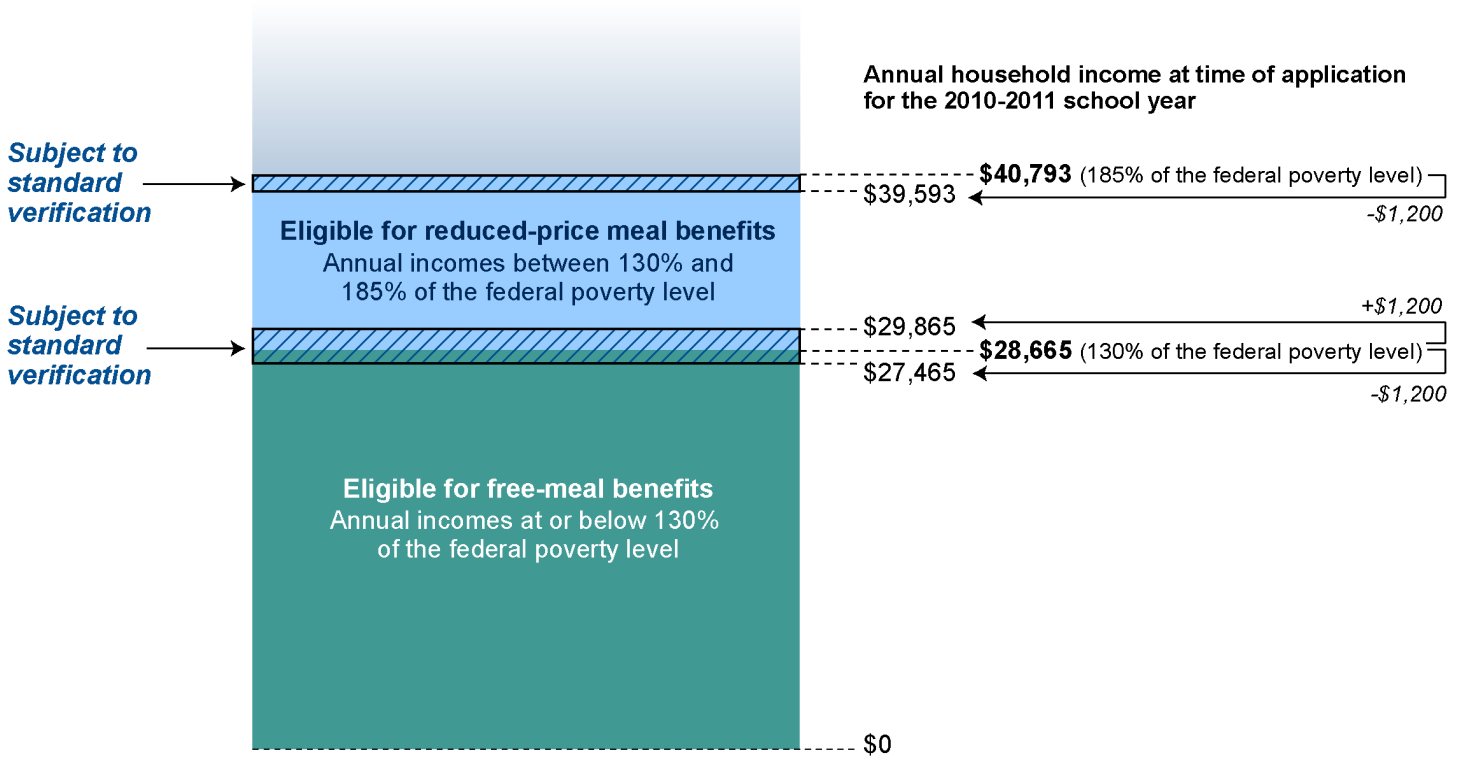 Annual household income at time of application
for the 2010-2011 school year
Subject to
standard
verification
$40,793 (185% of the federal poverty level)
$39,593
-$1,200
Eligible for reduced-price meal benefits
Annual incomes between 130% and
185% of the federal poverty level
Subject to
standard
verification
+$1,200
$29,865
$28,665 (130% of the federal poverty level)
$27,465
-$1,200
Eligible for free-meal benefits
Annual incomes at or below 130%
of the federal poverty level
$0